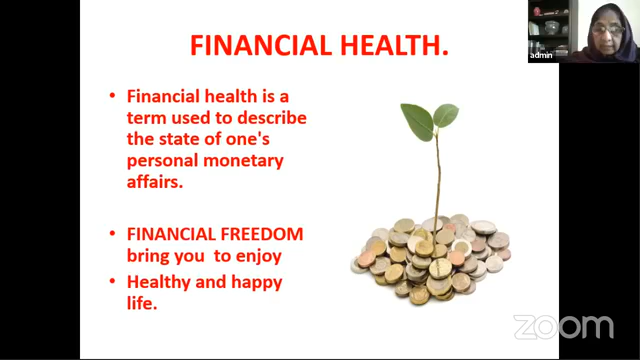 FINANCIAL HEALTH.
admin
• Financial health is a
term used to describe
the state of one's
personal monetary
affairs.
• FINANCIAL FREEDOM
bring you to enjoy
• Healthy and happy
life.
zoom